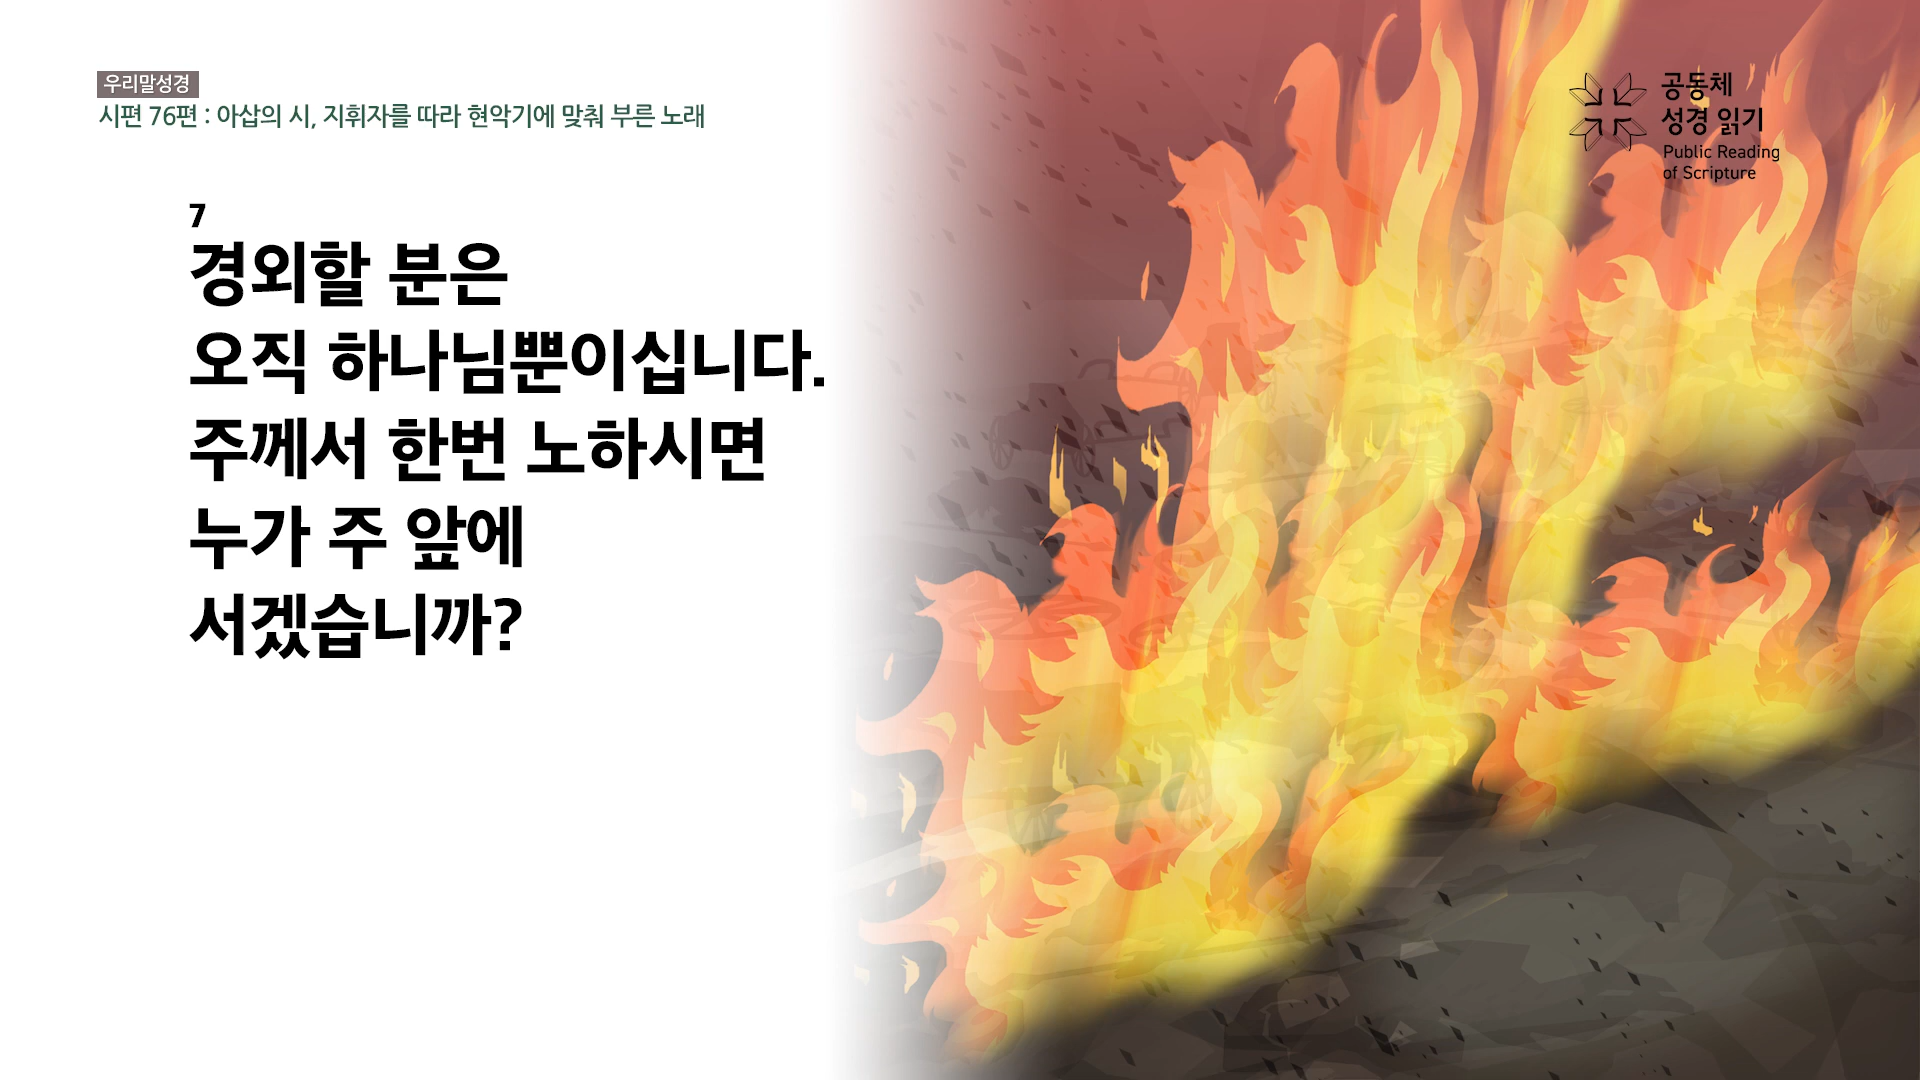 우리말성경
시편 76편 : 아삽의 시, 지휘자를 따라 현악기에 맞춰 부른 노래
공동체
성경 읽기
Public Reading
of Scripture
7
경외할 분은
오직 하나님뿐이십니다.
주께서 한번 노하시면
누가 주 앞에
서겠습니까?